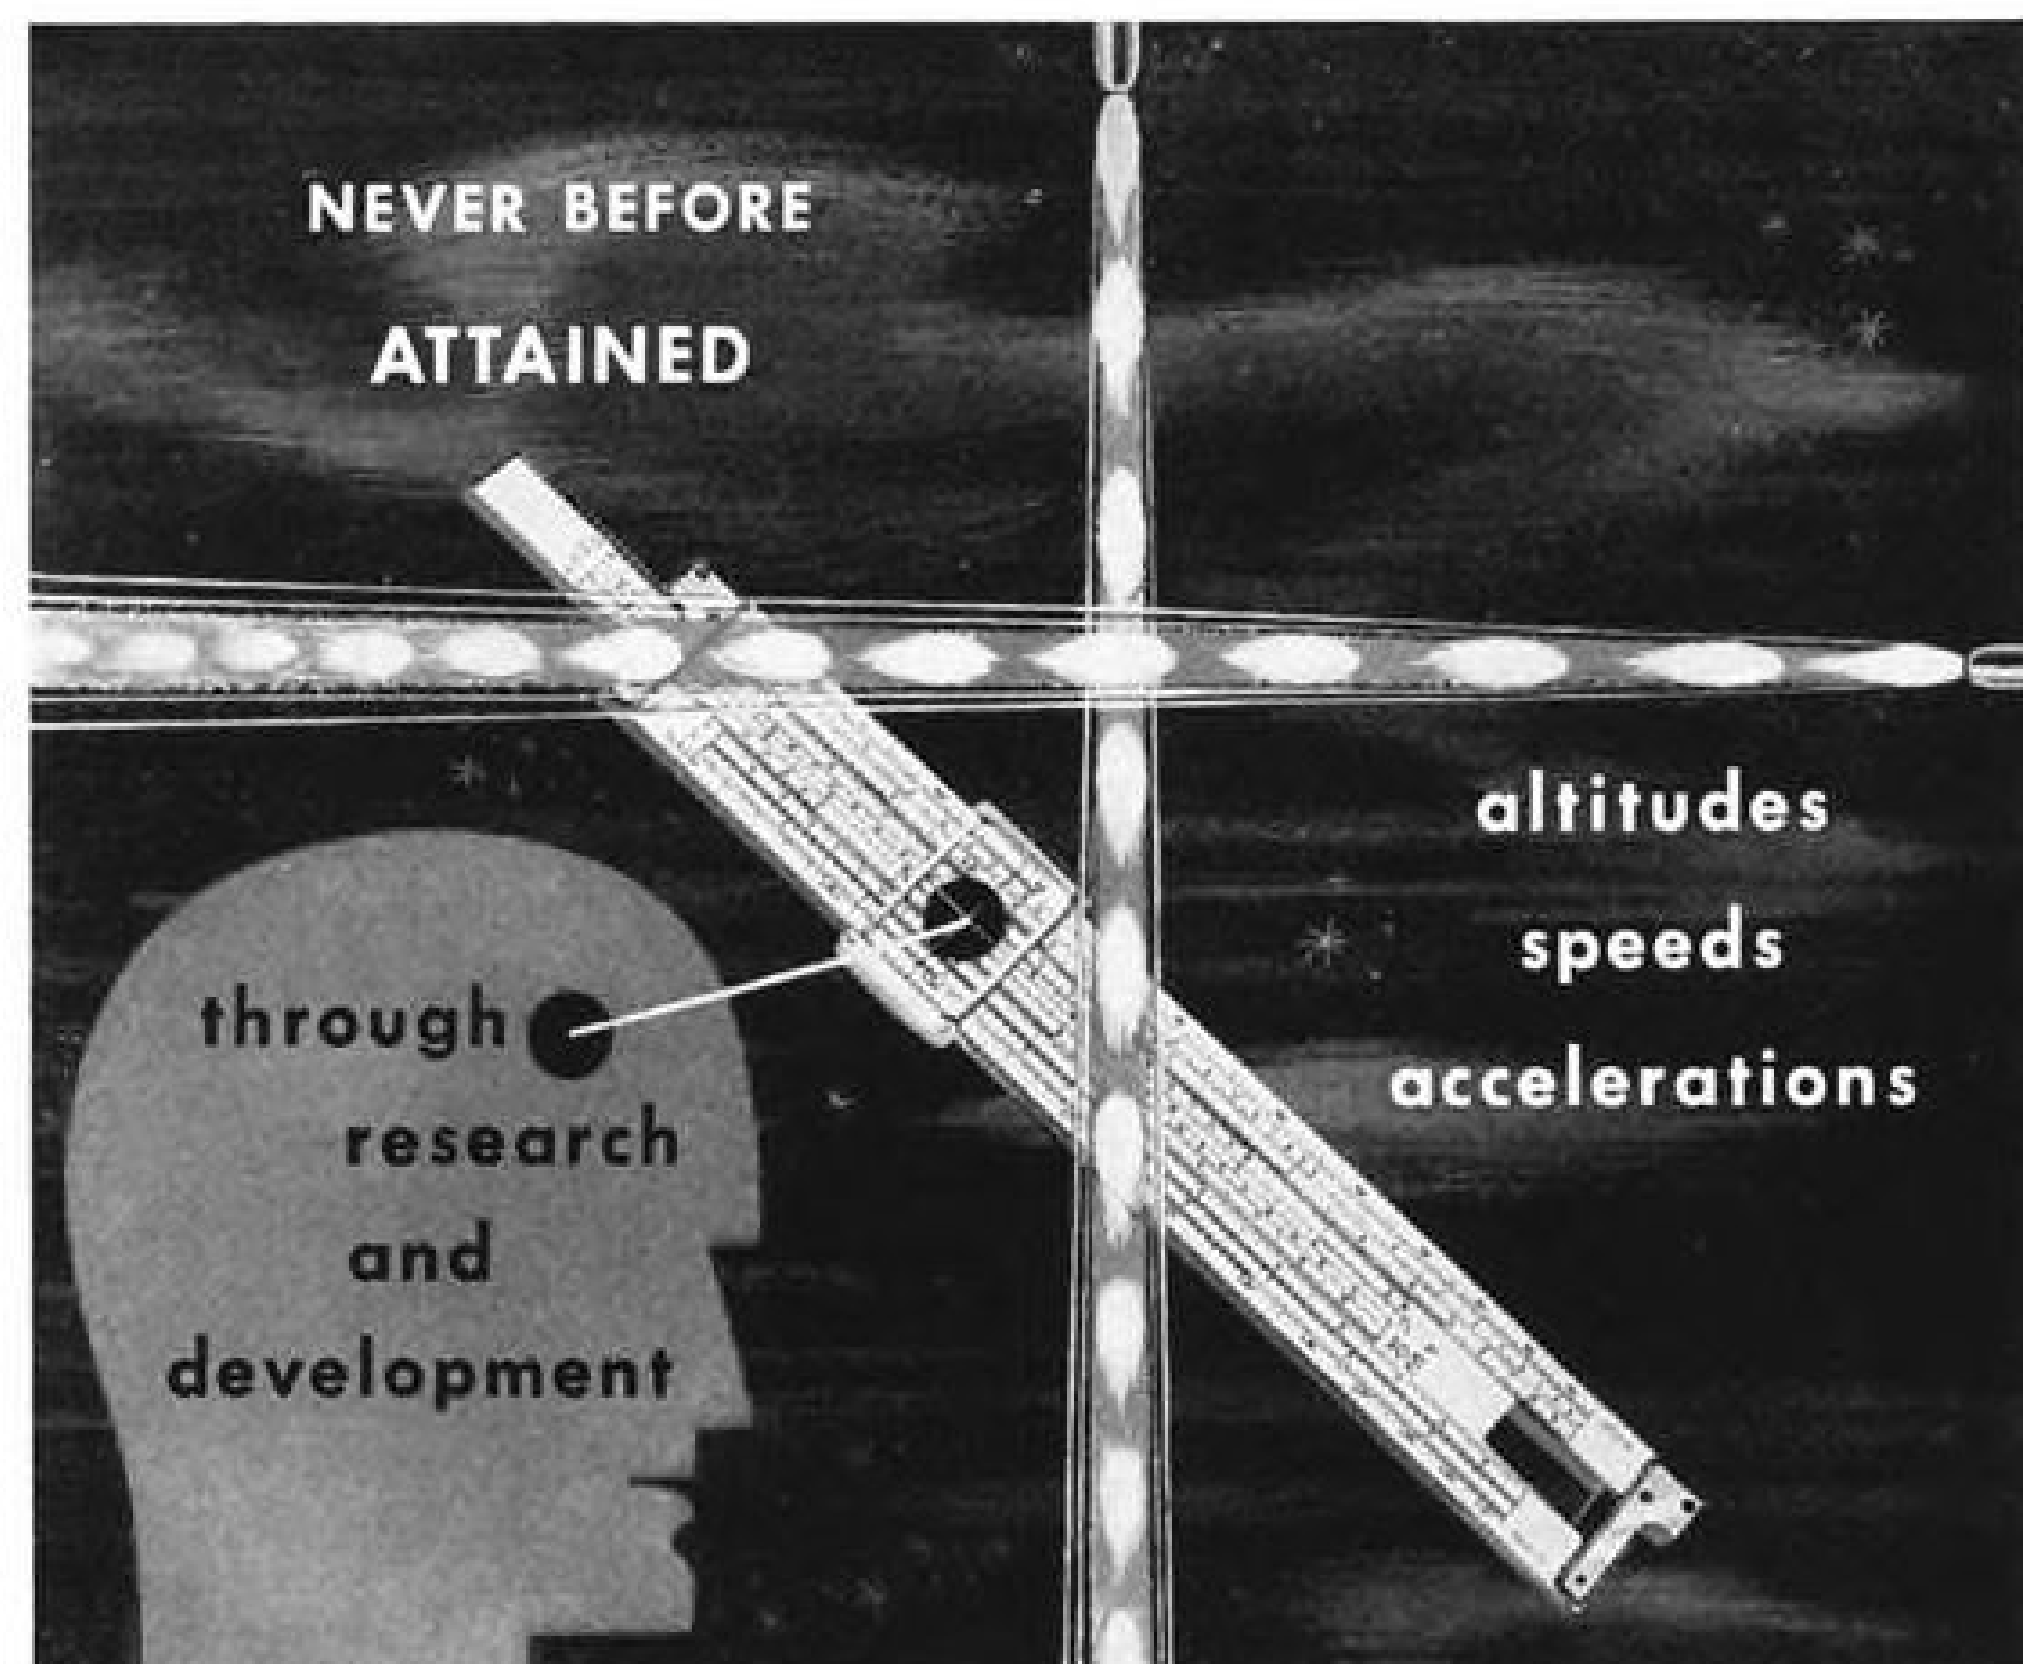 NEVER BEFORE
ATTAINED
altitudes
speeds
accelerations
through
research
and
development